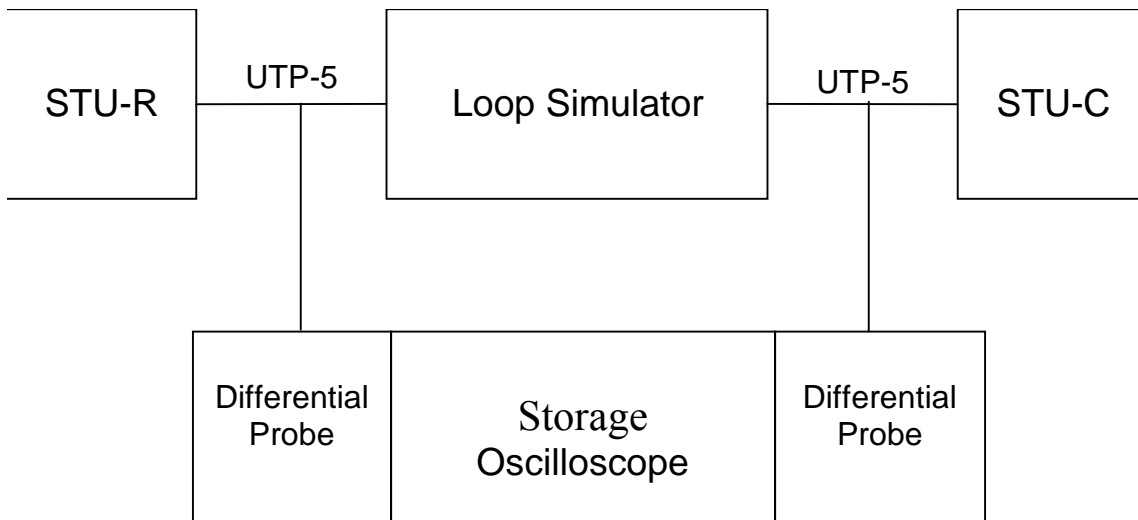 UTP-5
UTP-5
STU-R
Loop Simulator
STU-C
Differential
Probe
Storage
Oscilloscope
Differential
Probe